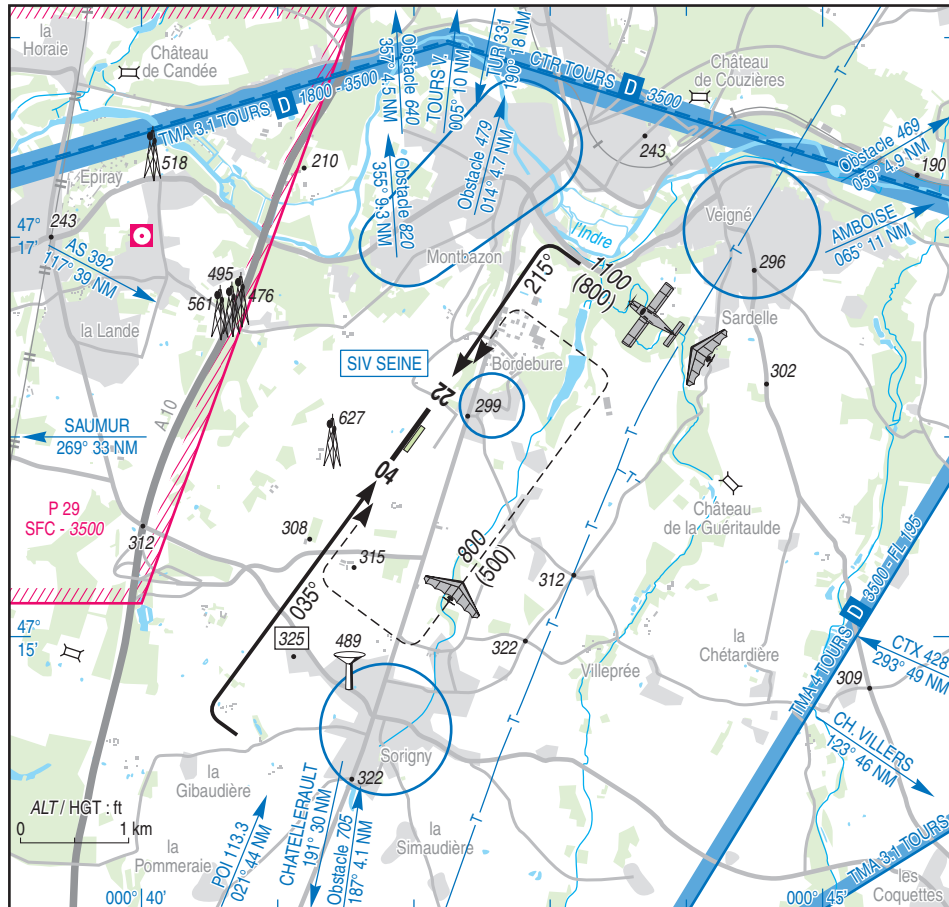 la
Horaie
Château
de Candée
Obstacle 640
357° 4.5 NM
TOURS V.
005° 10 NM
TUR 331
190° 18 NM
CTR TOURS D 3500
Château
de Couzières
TMA 3.1 TOURS D 1800 - 3500
518
210
243
Obstacle 479
014° 4.7 NM
Obstacle 820
355° 9.3 NM
Obstacle 469
059° 4.9 NM
190
Epiray
243
47°
17'
AS 392
117° 39 NM
Montbazon
l'Indre
Veigné
AMBOISE
065° 11 NM
296
495
561
476
215°
1100
(800)
la Lande
Sardelle
SIV SEINE
Bordebure
302
22
299
A 10
SAUMUR
269° 33 NM
627
04
P 29
SFC - 3500
312
308
315
800
(500)
312
Château
de la Guéritaulde
035°
TMA 4 TOURS D 3500 - FL 195
47°
15'
325
489
322
la
Chétardière
CTX 428
293° 49 NM
Villeprée
309
CH. VILLERS
123° 46 NM
Sorigny
la
Gibaudière
322
ALT / HGT : ft
0 1 km
la
Pommeraie
POI 113.3
021° 44 NM
CHATELLERAULT
191° 30 NM
Obstacle 705
187° 4.1 NM
la
Simaudière
TMA 3.1 TOURS
les
Coquettes
000° 40'
000° 45'
T
T
T
T
T
T
T
T